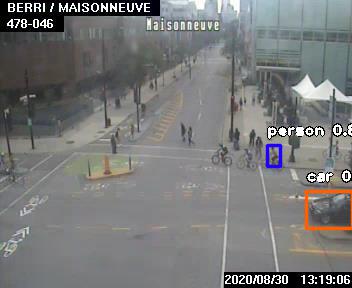 BERRI / MAISONNEUVE
478-046
Maisonneuve
person 0.8
car 0
2020/08/30 13:19:06